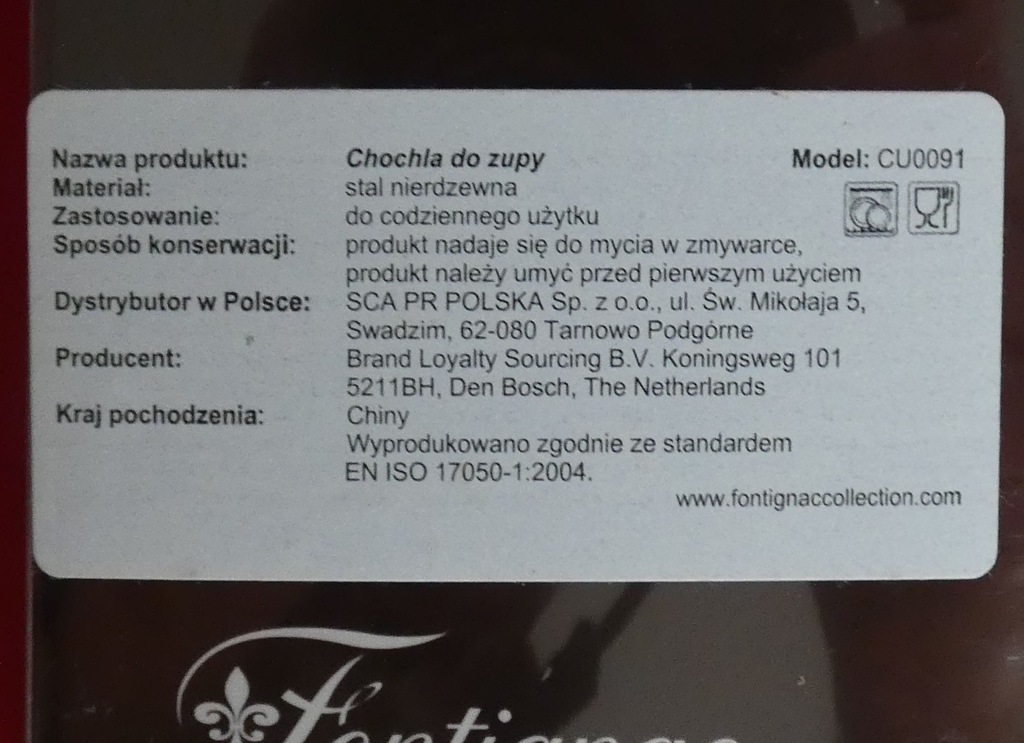 Nazwa produktu: Chochla do zupy Model: CU0091
Materiał: stal nierdzewna
Zastosowanie: do codziennego użytku
Sposób konserwacji: produkt nadaje się do mycia w zmywarce,
produkt należy umyć przed pierwszym użyciem
Dystrybutor w Polsce: SCA PR POLSKA Sp. z o.o., ul. Św. Mikołaja 5,
Swadzim, 62-080 Tarnowo Podgórne
Producent: Brand Loyalty Sourcing B.V. Koningsweg 101
5211BH, Den Bosch, The Netherlands
Kraj pochodzenia: Chiny
Wyprodukowano zgodnie ze standardem
EN ISO 17050-1:2004.
www.fontignaccollection.com
Fontignac